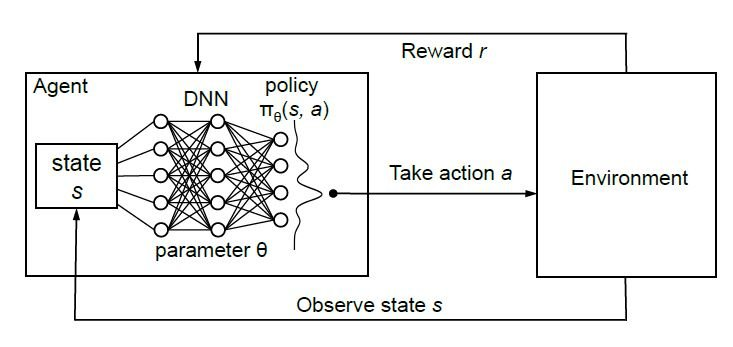 Reward r
Agent
policy
DNN
πθ(s, a)
state
s
Take action a
Environment
parameter θ
Observe state s